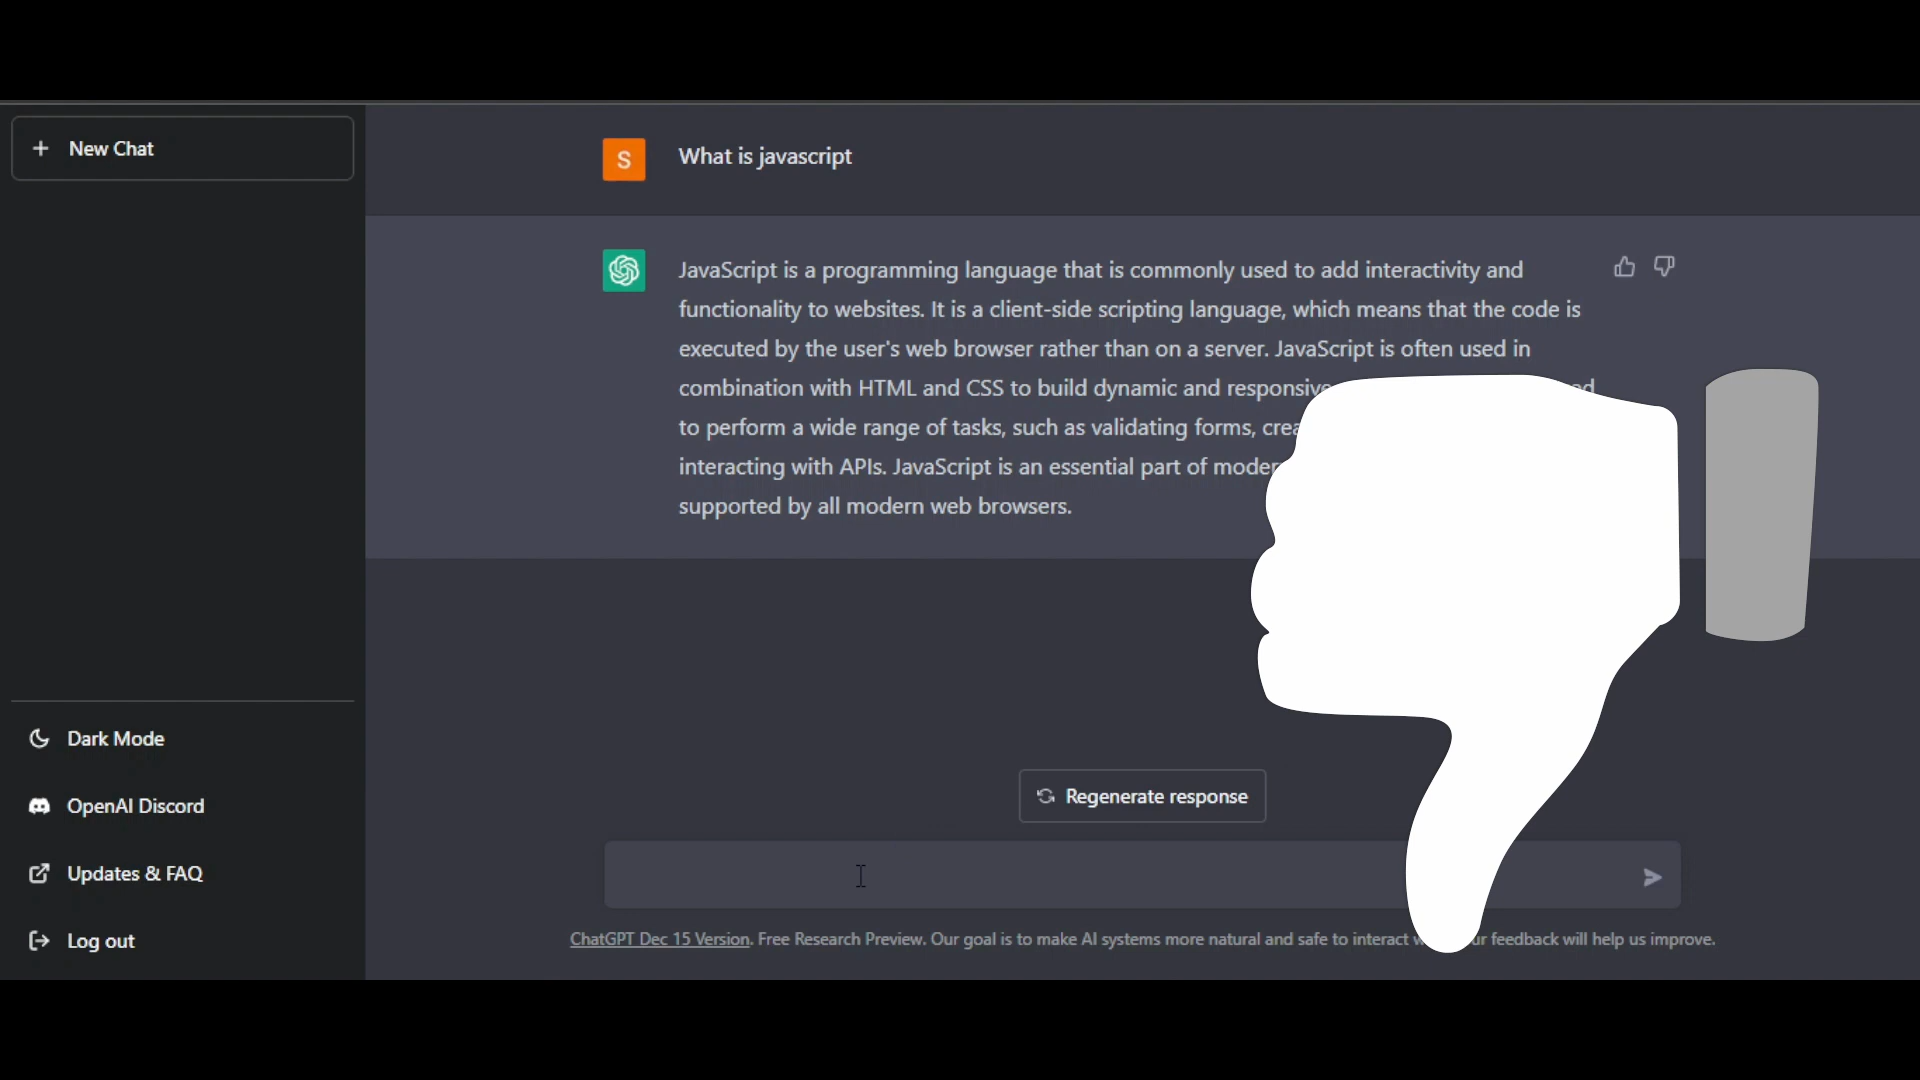 New Chat
S
What is javascript
JavaScript is a programming language that is commonly used to add interactivity and
functionality to websites. It is a client-side scripting language, which means that the code is
executed by the user's web browser rather than on a server. JavaScript is often used in
combination with HTML and CSS to build dynamic and
to perform a wide range of tasks, such as validating forms,
interacting with APIs. JavaScript is an essential part of
supported by all modern web browsers.
Dark Mode
OpenAI Discord
Updates & FAQ
Log out
Regenerate response
ChatGPT Dec 15 Version. Free Research Preview. Our goal is to make AI systems more natural and safe to interact feedback will help us improve.